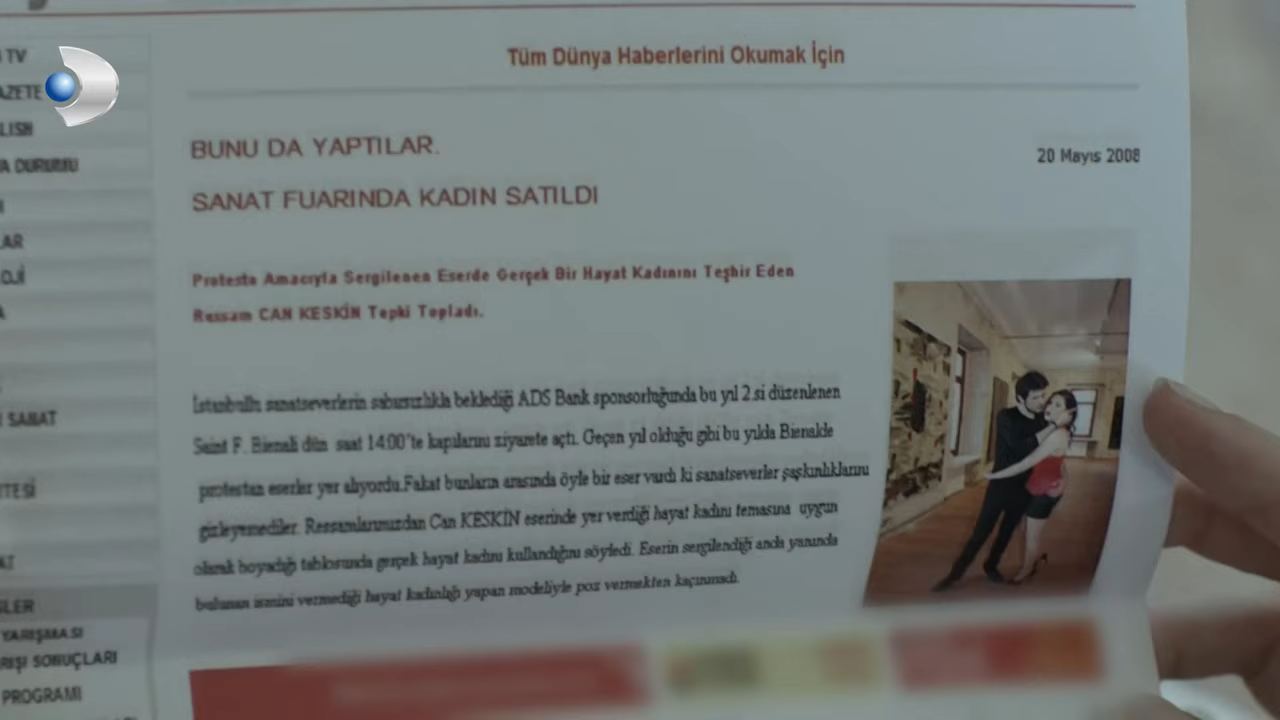 TV
Tüm Dünya Haberlerini Okumak İçin
BUNU DA YAPTILAR.
20 Mayıs 2008
SANAT FUARINDA KADIN SATILDI
Protesto Amacıyla Sergilenen Eserde Gerçek Bir Hayat Kadınını Teşhir Eden
Ressam CAN KESKİN Tepki Topladı.
İstanbullu sanatseverlerin sabırsızlıkla beklediği ADS Bank sponsorluğunda bu yıl 2.si düzenlenen
Saint F. Bienali dün saat 14:00'te kapılarını ziyarete açtı. Geçen yıl olduğu gibi bu yılda Bienalde
protestan eserler yer alıyordu.Fakat bunların arasında öyle bir eser vardı ki sanatseverler şaşkınlıklarını
gizleyemediler. Ressamlarımızdan Can KESKİN eserinde yer verdiği hayat kadını temasına uygun
olarak boyadığı tablosunda gerçek hayat kadını kullandığını söyledi. Eserin sergilendiği anda yanında
bulunan ismini vermediği hayat kadınlığı yapan modeliyle poz vermekten kaçınmadı.
SANAT
YARIŞMASI
SONUÇLARI
PROGRAMI